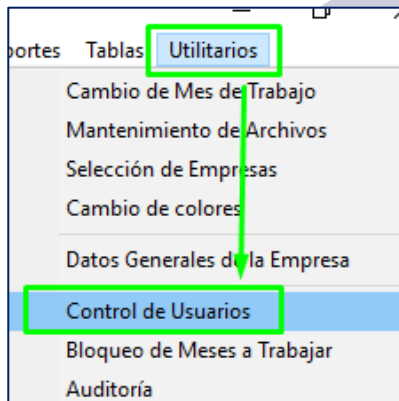 Tablas Utilitarios
Cambio de Mes de Trabajo
Mantenimiento de Archivos
Selección de Empresas
Cambio de colores
Datos Generales de la Empresa
Control de Usuarios
Bloqueo de Meses a Trabajar
Auditoría